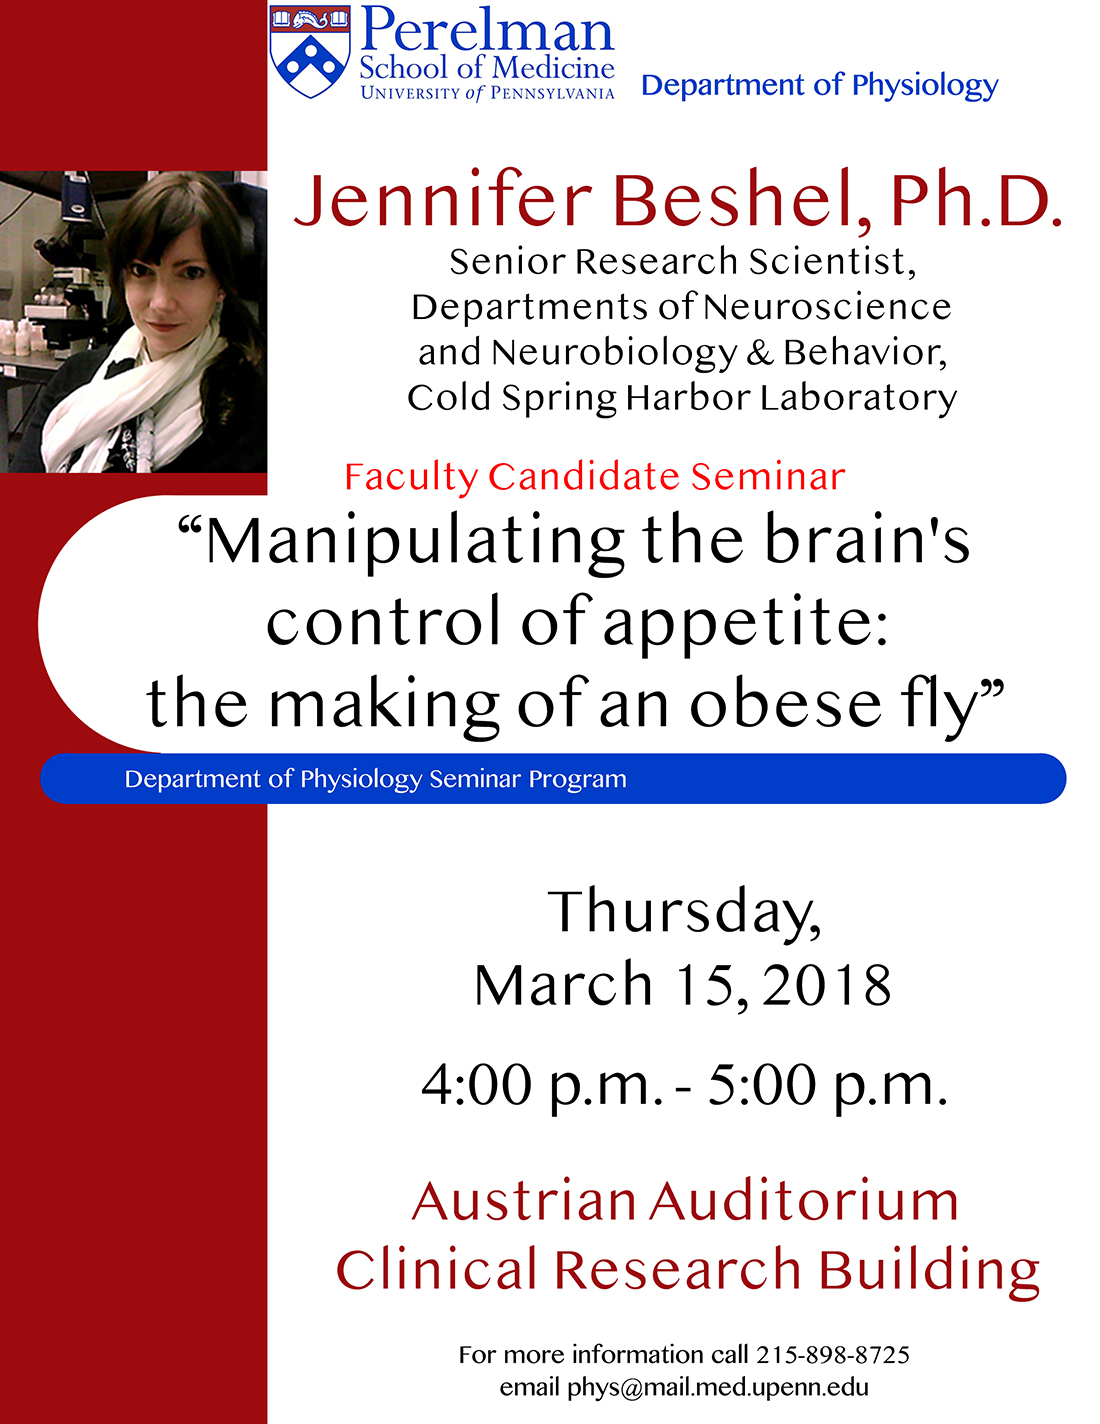 Perelman
School of Medicine
University of Pennsylvania
Department of Physiology
Jennifer Beshel, Ph.D.
Senior Research Scientist,
Departments of Neuroscience
and Neurobiology & Behavior,
Cold Spring Harbor Laboratory
Faculty Candidate Seminar
“Manipulating the brain's
control of appetite:
the making of an obese fly”
Department of Physiology Seminar Program
Thursday,
March 15, 2018
4:00 p.m. - 5:00 p.m.
Austrian Auditorium
Clinical Research Building
For more information call 215-898-8725
email phys@mail.med.upenn.edu